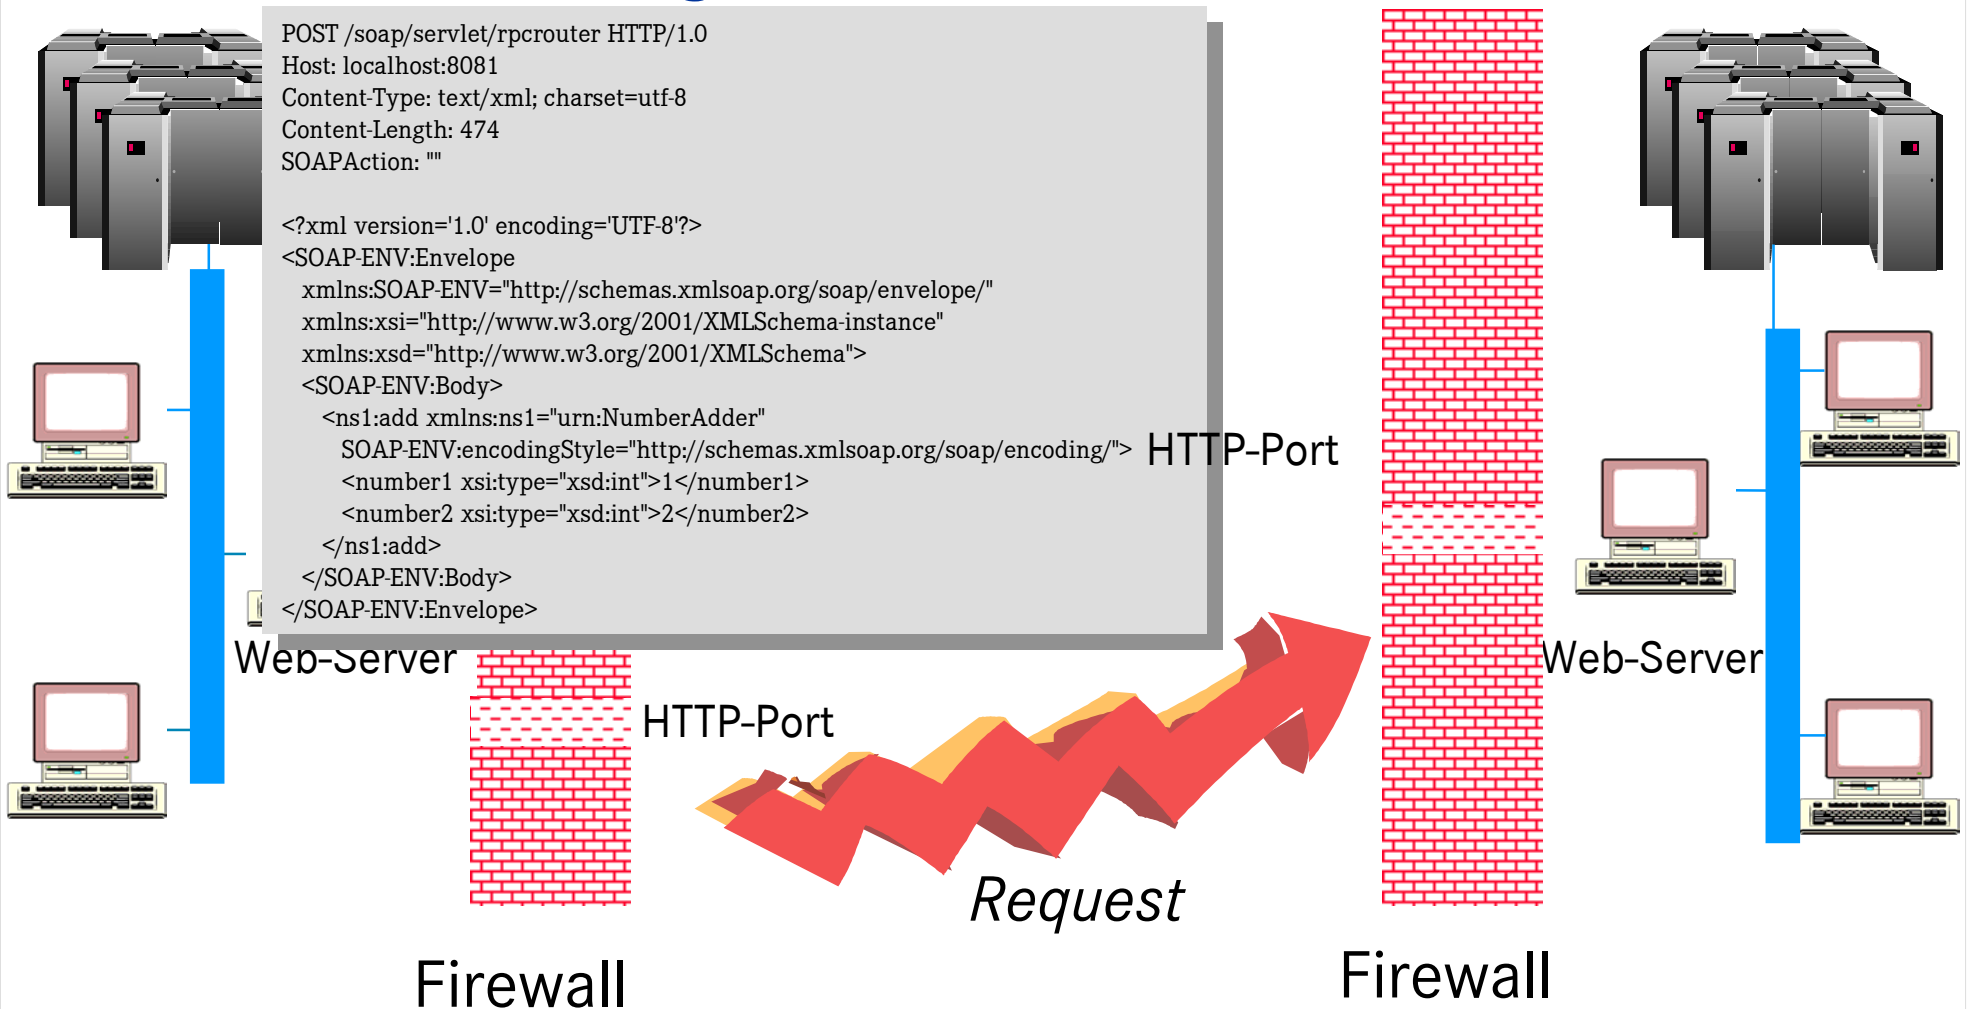 POST /soap/servlet/rpcrouter HTTP/1.0
Host: localhost:8081
Content-Type: text/xml; charset=utf-8
Content-Length: 474
SOAPAction: ""
<?xml version='1.0' encoding='UTF-8'?>
<SOAP-ENV:Envelope
xmlns:SOAP-ENV="http://schemas.xmlsoap.org/soap/envelope/"
xmlns:xsi="http://www.w3.org/2001/XMLSchema-instance"
xmlns:xsd="http://www.w3.org/2001/XMLSchema">
<SOAP-ENV:Body>
<ns1:add xmlns:ns1="urn:NumberAdder"
SOAP-ENV:encodingStyle="http://schemas.xmlsoap.org/soap/encoding/">
<number1 xsi:type="xsd:int">1</number1>
<number2 xsi:type="xsd:int">2</number2>
</ns1:add>
</SOAP-ENV:Body>
</SOAP-ENV:Envelope>
HTTP-Port
Web-Server
Web-Server
HTTP-Port
Request
Firewall
Firewall